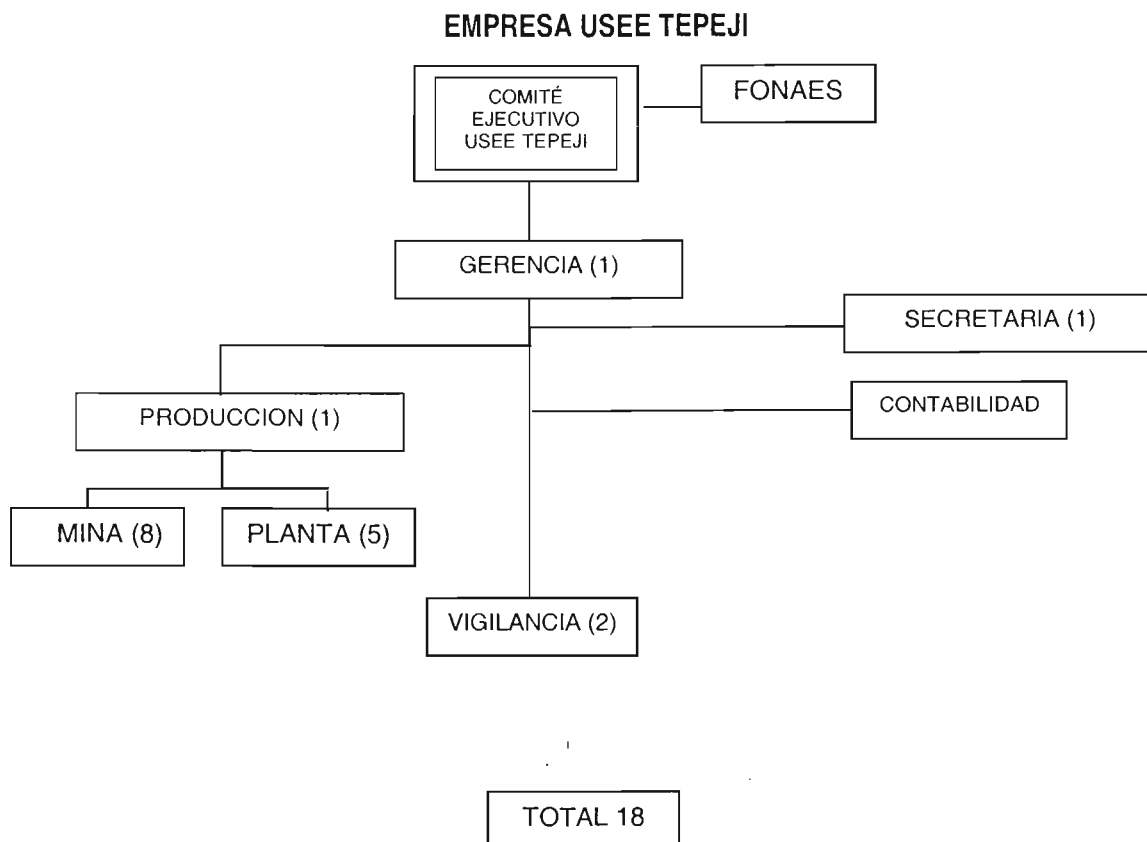 EMPRESA USEE TEPEJI
COMITÉ
EJECUTIVO
USEE TEPEJI
FONAES
GERENCIA (1)
SECRETARIA (1)
PRODUCCION (1)
CONTABILIDAD
MINA (8)
PLANTA (5)
VIGILANCIA (2)
TOTAL 18